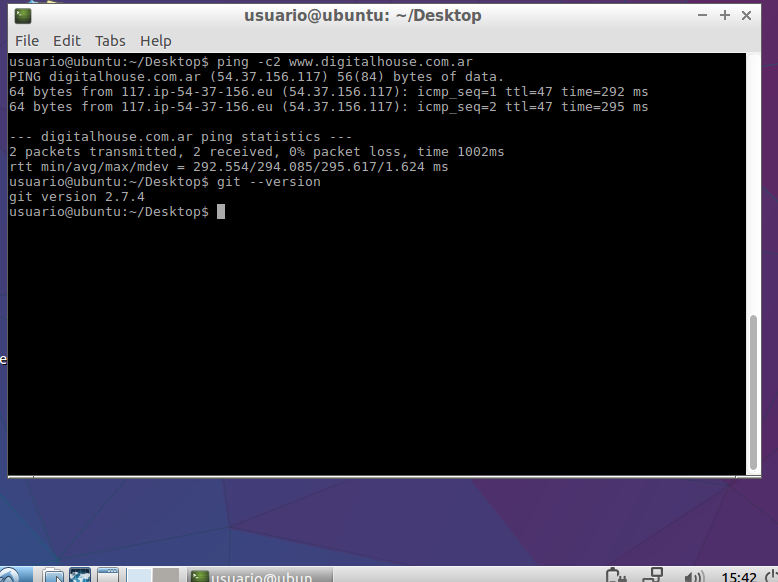 usuario@ubuntu: ~/Desktop
File Edit Tabs Help
usuario@ubuntu:~/Desktop$ ping -c2 www.digitalhouse.com.ar
PING digitalhouse.com.ar (54.37.156.117) 56(84) bytes of data.
64 bytes from 117.ip-54-37-156.eu (54.37.156.117): icmp_seq=1 ttl=47 time=292 ms
64 bytes from 117.ip-54-37-156.eu (54.37.156.117): icmp_seq=2 ttl=47 time=295 ms
--- digitalhouse.com.ar ping statistics ---
2 packets transmitted, 2 received, 0% packet loss, time 1002ms
rtt min/avg/max/mdev = 292.554/294.085/295.617/1.624 ms
usuario@ubuntu:~/Desktop$ git --version
git version 2.7.4
usuario@ubuntu:~/Desktop$
e
usuario@ubun
15:42